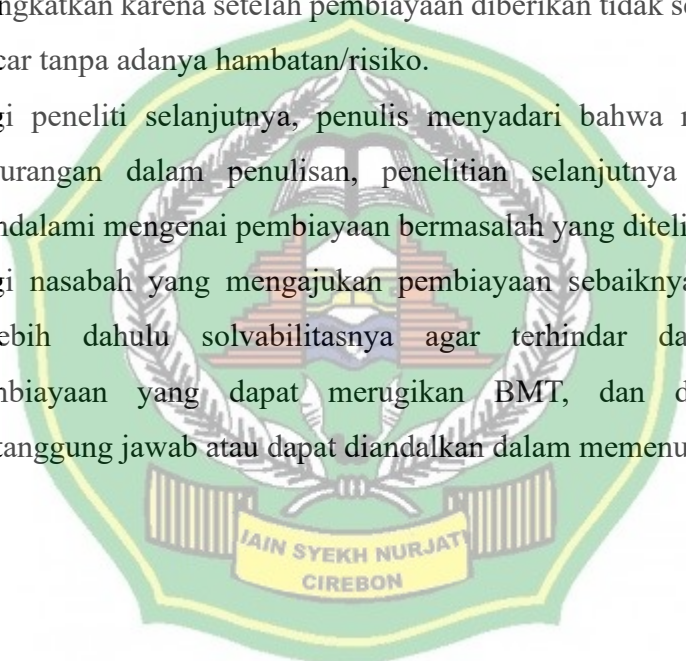 ngkatkan karena setelah pembiayaan diberikan tidak se
car tanpa adanya hambatan/risiko.
gi peneliti selanjutnya, penulis menyadari bahwa
urangan dalam penulisan, penelitian selanjutnya
ndalami mengenai pembiayaan bermasalah yang diteli
gi nasabah yang mengajukan pembiayaan sebaiknya
ebih dahulu solvabilitasnya agar terhindar da
mbiayaan yang dapat merugikan BMT, dan d
tanggung jawab atau dapat diandalkan dalam memenu
IAIN SYEKH NURJATI
CIREBON